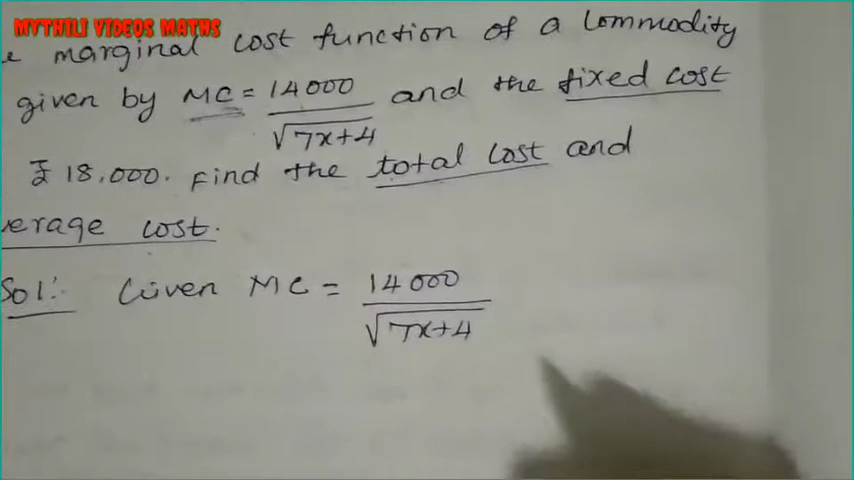 MYTHILI VIDEOS MATHS
marginal cost function of a commodity
given by MC = 14000/√7x+4 and the fixed cost
₹ 18,000. Find the total cost and
verage cost.
Sol:- Given MC = 14000/√7x+4